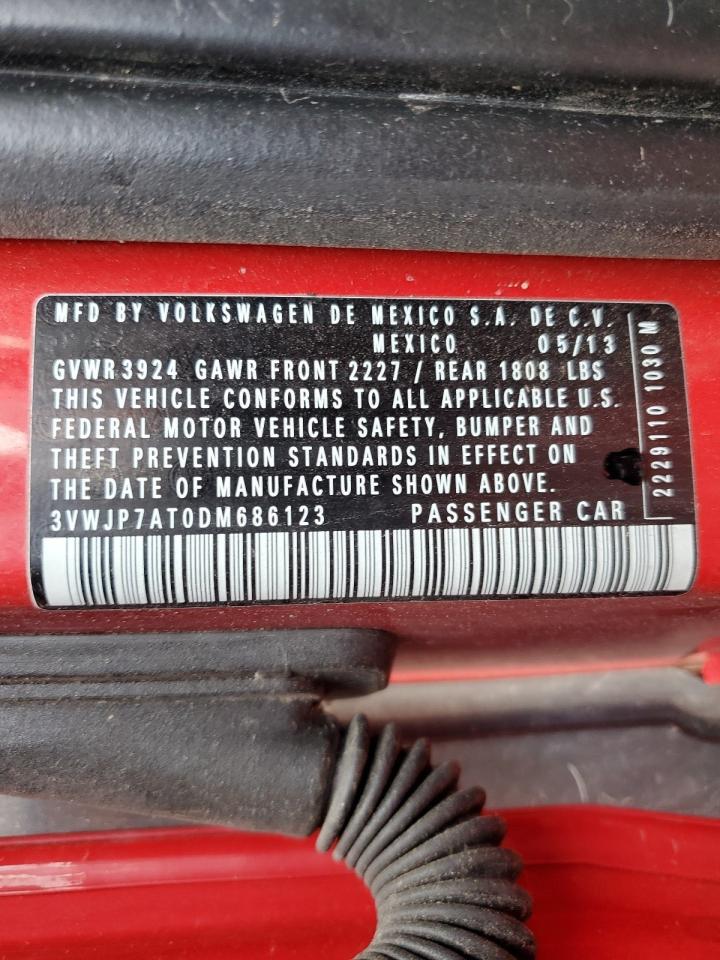 MFD BY VOLKSWAGEN DE MEXICO S.A. DE C.V.
MEXICO 05/13
GVWR 3924 GAWR FRONT 2227 / REAR 1808 LBS
THIS VEHICLE CONFORMS TO ALL APPLICABLE U.S.
FEDERAL MOTOR VEHICLE SAFETY, BUMPER AND
THEFT PREVENTION STANDARDS IN EFFECT ON
THE DATE OF MANUFACTURE SHOWN ABOVE.
3VWJP7AT0DM686123 PASSENGER CAR
2229110 1030 M